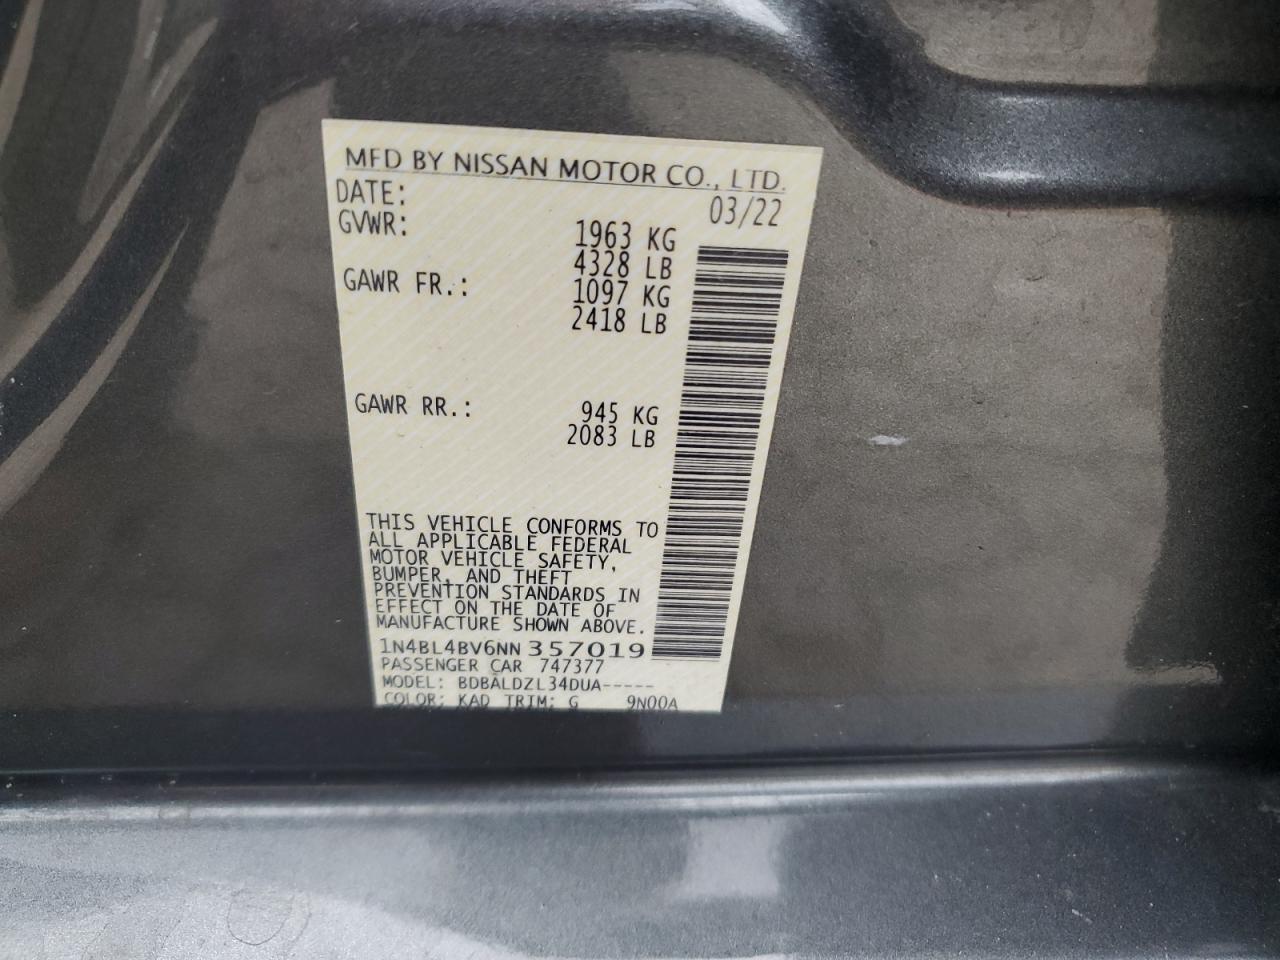 MFD BY NISSAN MOTOR CO., LTD.
DATE: 03/22
GVWR: 1963 KG
4328 LB
GAWR FR.: 1097 KG
2418 LB
GAWR RR.: 945 KG
2083 LB
THIS VEHICLE CONFORMS TO
ALL APPLICABLE FEDERAL
MOTOR VEHICLE SAFETY,
BUMPER, AND THEFT
PREVENTION STANDARDS IN
EFFECT ON THE DATE OF
MANUFACTURE SHOWN ABOVE.
1N4BL4BV6NN357019
PASSENGER CAR 747377
MODEL: BDBALDZL34DUA-----
COLOR: KAD TRIM: G 9N00A